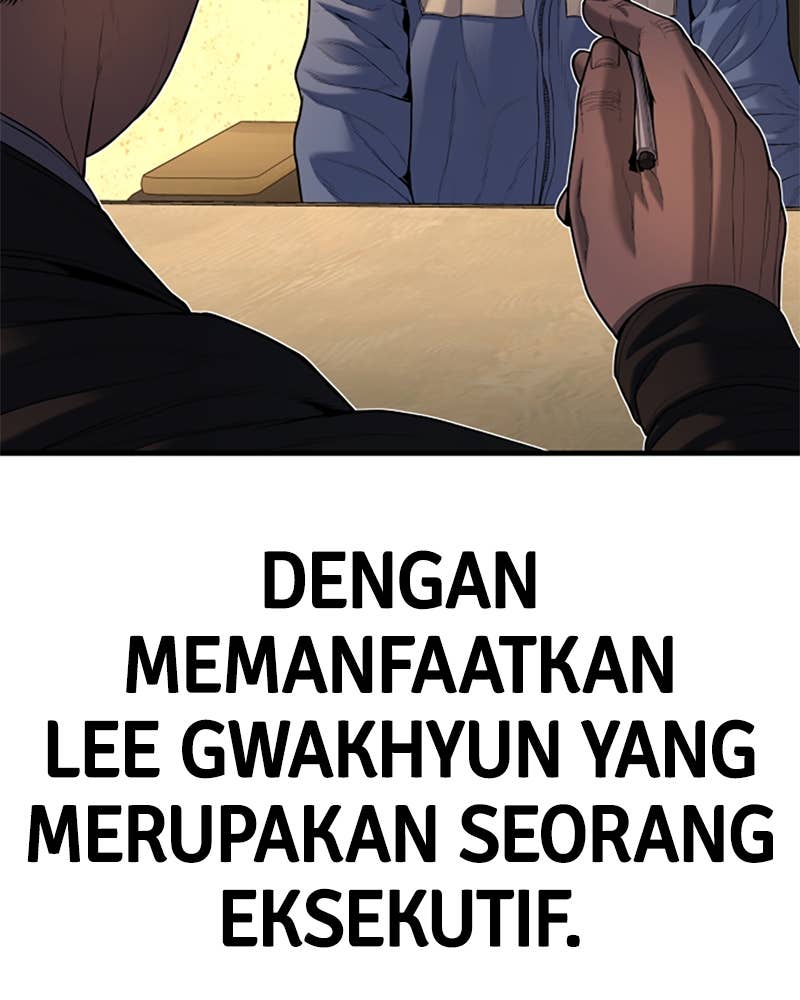 DENGAN
MEMANFAATKAN
LEE GWAKHYUN YANG
MERUPAKAN SEORANG
EKSEKUTIF.